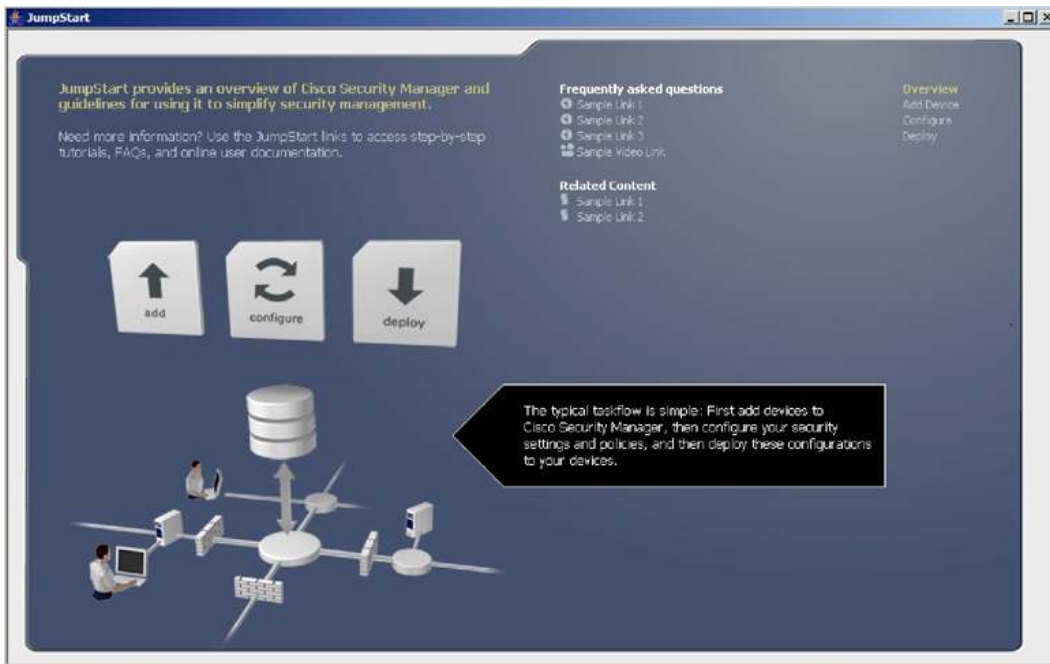 JumpStart
JumpStart provides an overview of Cisco Security Manager and
guidelines for using it to simplify security management.
Need more information? Use the JumpStart links to access step-by-step
tutorials, FAQs, and online user documentation.
Frequently asked questions
Sample Link 1
Sample Link 2
Sample Link 3
Sample Video Link
Related Content
Sample Link 1
Sample Link 2
Overview
Add Device
Configure
Deploy
add
configure
deploy
The typical taskflow is simple: First add devices to
Cisco Security Manager, then configure your security
settings and policies, and then deploy these configurations
to your devices.